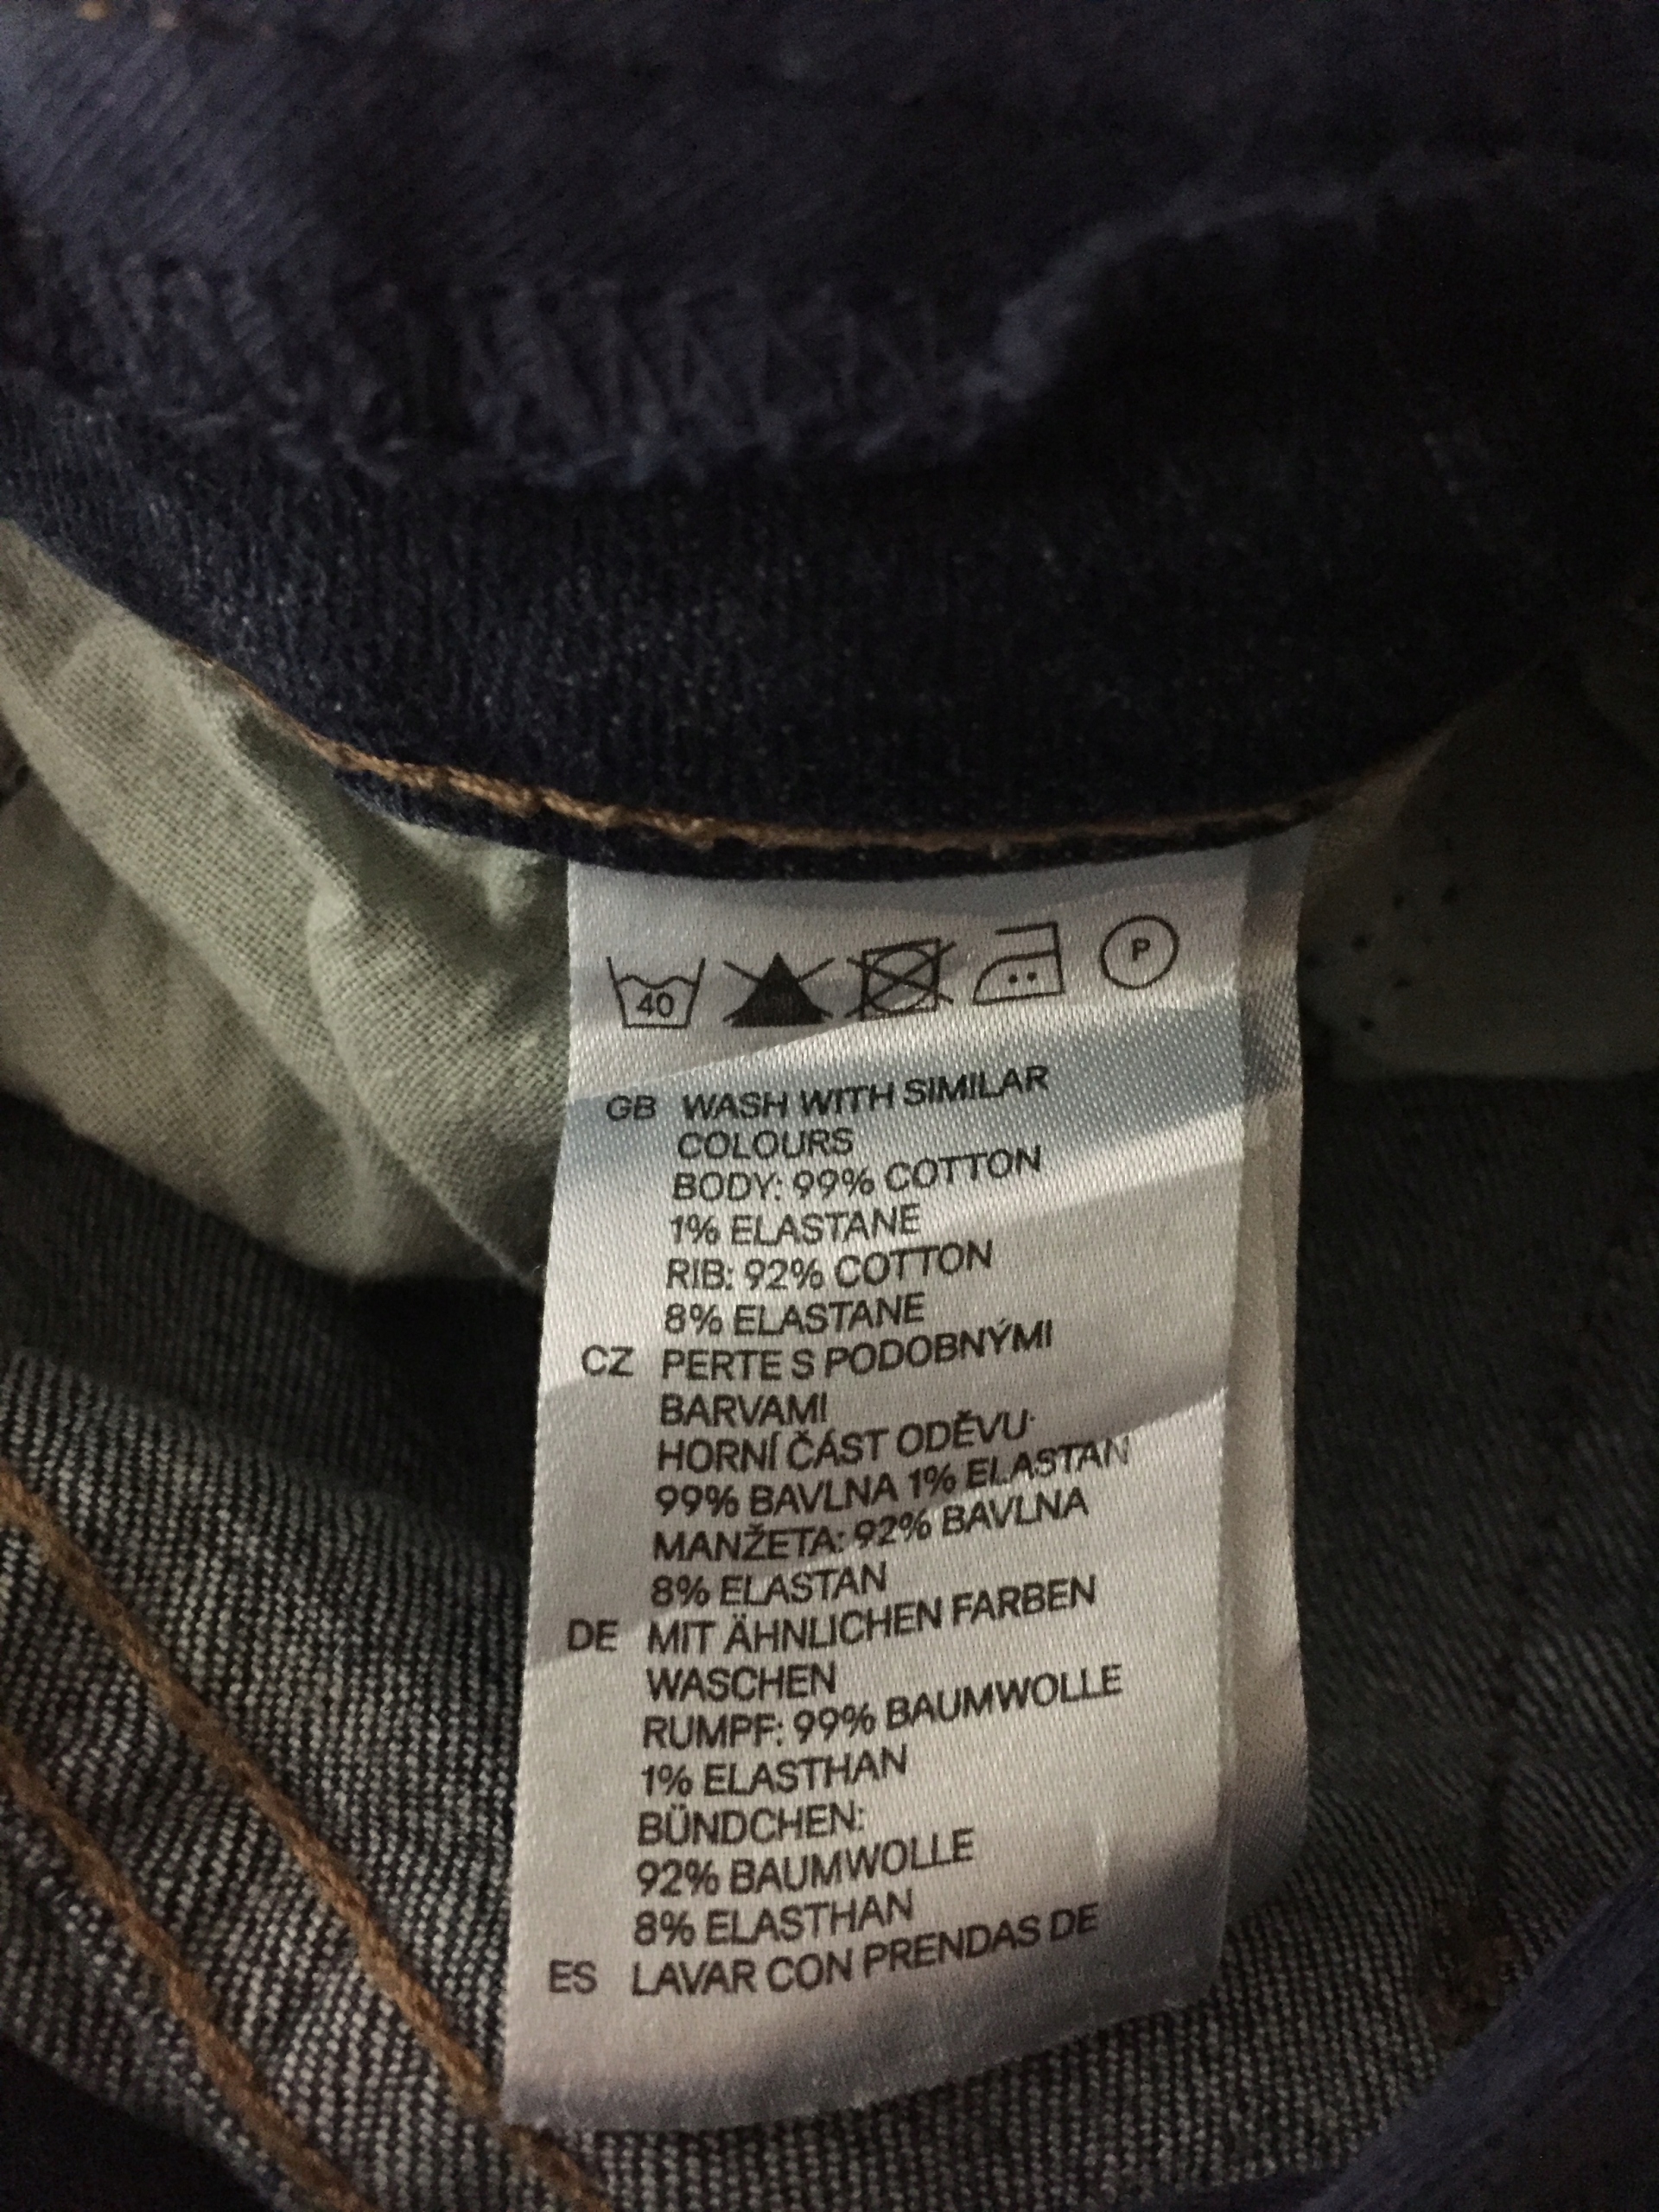 40
P
GB WASH WITH SIMILAR
COLOURS
BODY: 99% COTTON
1% ELASTANE
RIB: 92% COTTON
8% ELASTANE
CZ PERTE S PODOBNÝMI
BARVAMI
HORNÍ ČÁST ODĚVU:
99% BAVLNA 1% ELASTAN
MANŽETA: 92% BAVLNA
8% ELASTAN
DE MIT ÄHNLICHEN FARBEN
WASCHEN
RUMPF: 99% BAUMWOLLE
1% ELASTHAN
BÜNDCHEN:
92% BAUMWOLLE
8% ELASTHAN
ES LAVAR CON PRENDAS DE